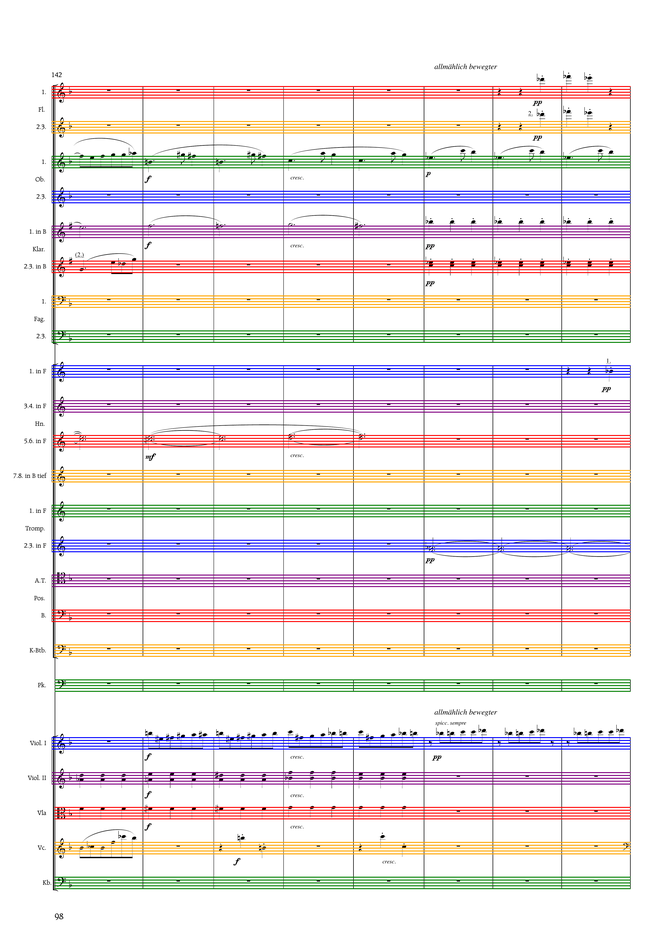 allmählich bewegter
142
1.
Fl.
pp
2.
2.3.
pp
1.
f
cresc.
p
Ob.
2.3.
1. in B
f
cresc.
pp
Klar.
(2.)
2.3. in B
pp
1.
Fag.
2.3.
1.
1. in F
pp
3.4. in F
Hn.
5.6. in F
mf
cresc.
7.8. in B tief
1. in F
Tromp.
2.3. in F
pp
A.T.
Pos.
B.
K-Btb.
Pk.
allmählich bewegter
spicc. sempre
Viol. I
f
cresc.
pp
Viol. II
f
cresc.
Vla
f
cresc.
Vc.
f
cresc.
Kb.
98